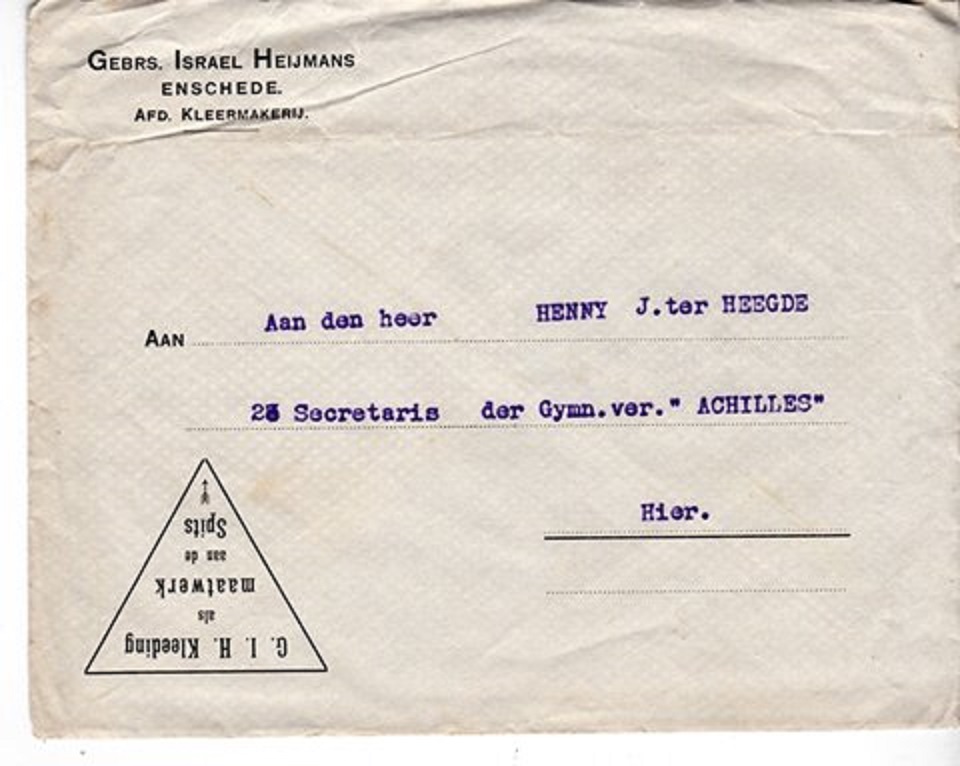 GEBRS. ISRAEL HEIJMANS
ENSCHEDE.
AFD. KLEERMAKERIJ.
AAN Aan den heer HENNY J.ter HEEGDE
Secretaris der Gymn.ver." ACHILLES"
Hier.
G. I. H. Kleeding
als
maatwerk
aan de
Spits